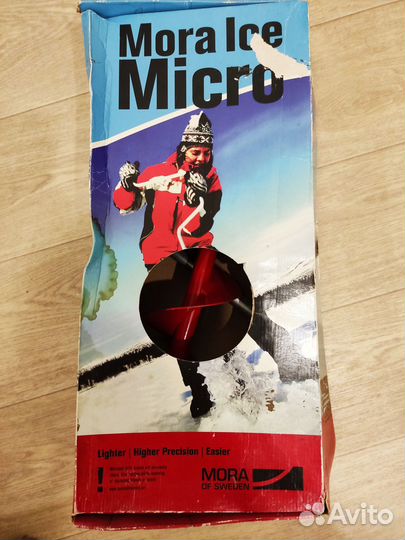 Mora Ice
Micro
Lighter | Higher Precision | Easier
!
MORA
OF SWEDEN
Avito